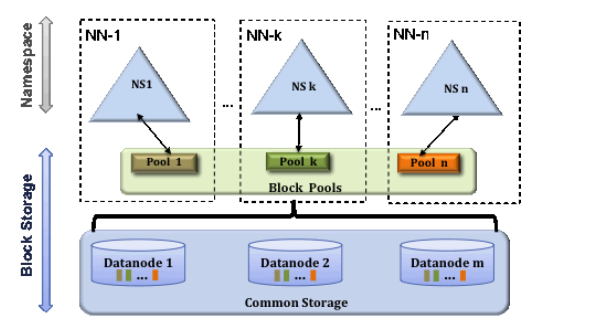 Namespace
NN-1
NN-k
NN-n
NS1
NS k
NS n
...
...
Block Storage
Pool 1
Pool k
Pool n
Block Pools
Datanode 1
Datanode 2
Datanode m
...
...
...
Common Storage